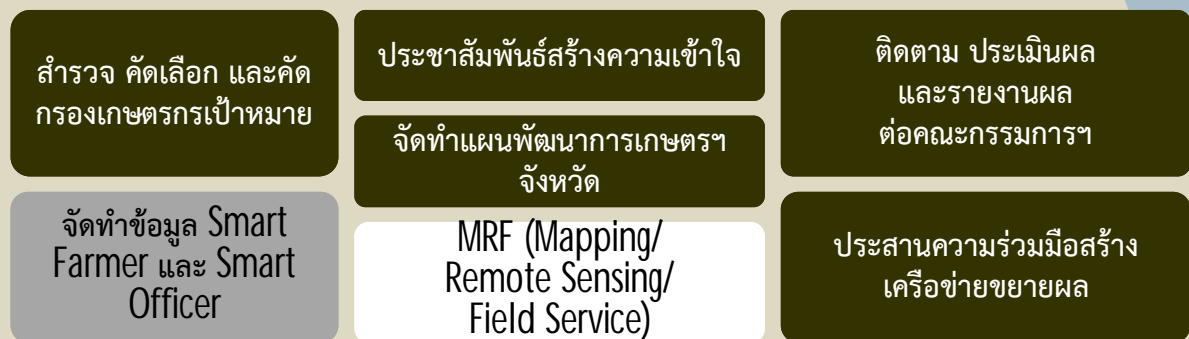 สำรวจ คัดเลือก และคัด
กรองเกษตรกรเป้าหมาย
จัดทำข้อมูล Smart
Farmer และ Smart
Officer
ประชาสัมพันธ์สร้างความเข้าใจ
จัดทำแผนพัฒนาการเกษตรฯ
จังหวัด
MRF (Mapping/
Remote Sensing/
Field Service)
ติดตาม ประเมินผล
และรายงานผล
ต่อคณะกรรมการฯ
ประสานความร่วมมือสร้าง
เครือข่ายขยายผล